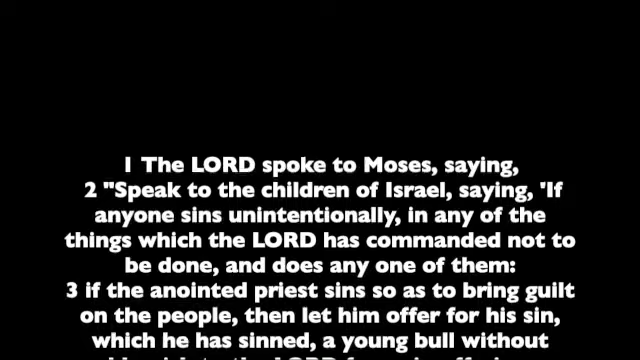 1 The LORD spoke to Moses, saying,
2 "Speak to the children of Israel, saying, 'If
anyone sins unintentionally, in any of the
things which the LORD has commanded not to
be done, and does any one of them:
3 if the anointed priest sins so as to bring guilt
on the people, then let him offer for his sin,
which he has sinned, a young bull without